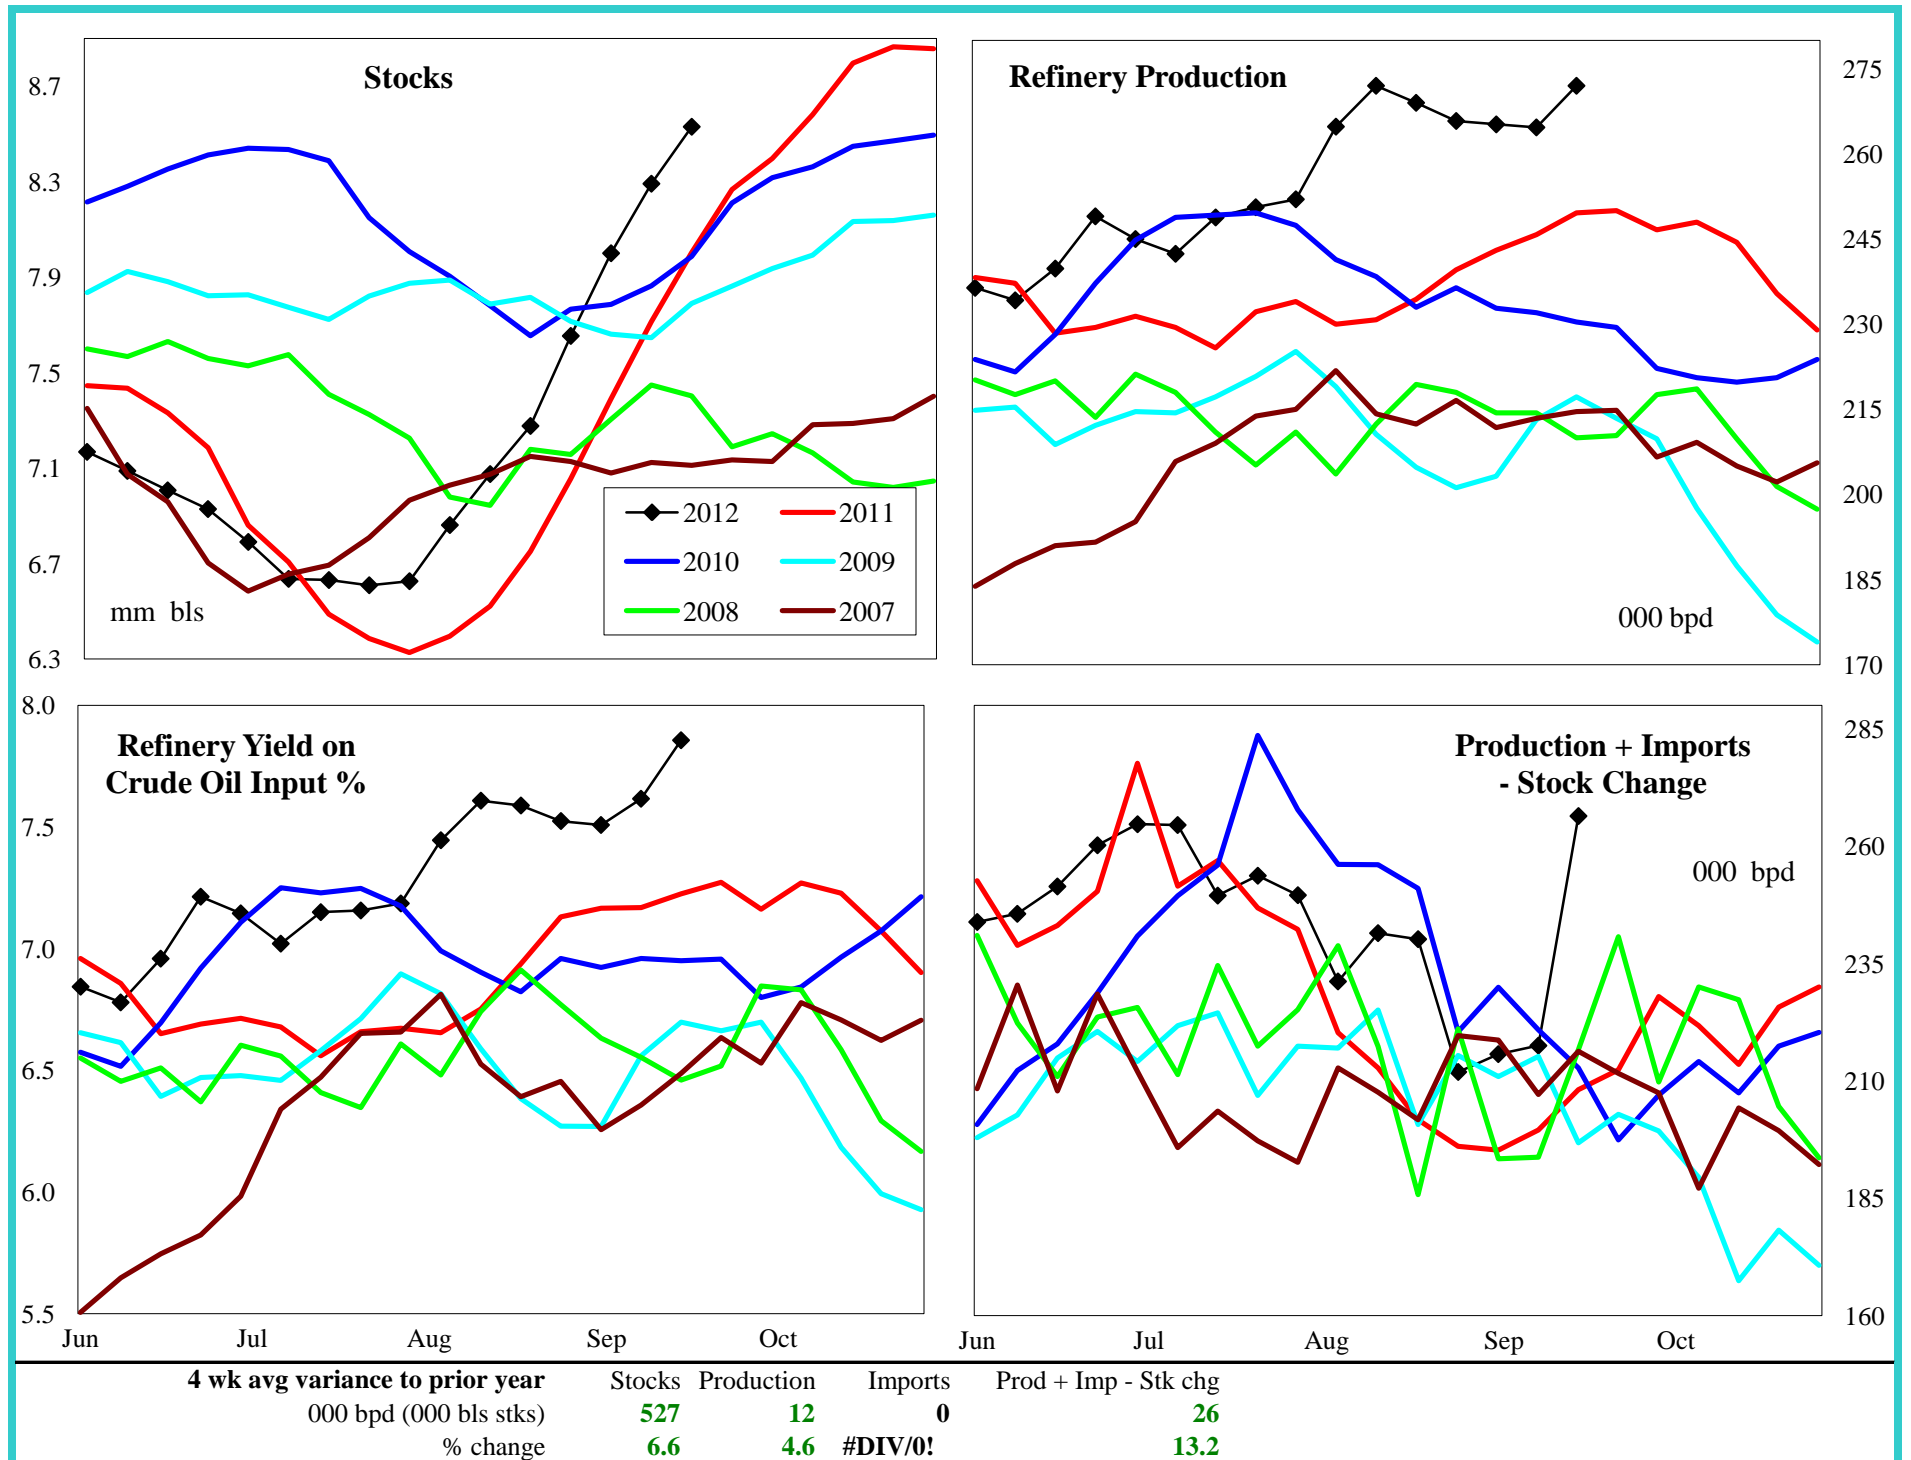 Stocks
8.7
8.3
7.9
7.5
7.1
6.7
6.3
mm bls
2012 2011
2010 2009
2008 2007
Refinery Production
275
260
245
230
215
200
185
170
000 bpd
Refinery Yield on
Crude Oil Input %
8.0
7.5
7.0
6.5
6.0
5.5
Jun Jul Aug Sep Oct
Production + Imports
- Stock Change
285
260
235
210
185
160
000 bpd
Jun Jul Aug Sep Oct
4 wk avg variance to prior year Stocks Production Imports Prod + Imp - Stk chg
000 bpd (000 bls stks) 527 12 0 26
% change 6.6 4.6 #DIV/0! 13.2